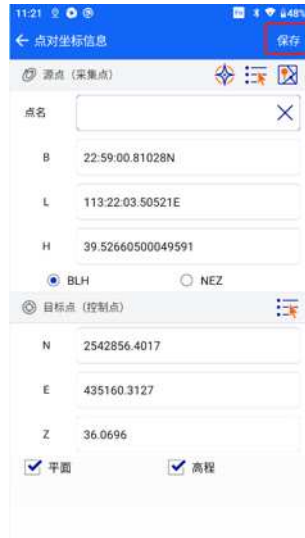 11:21
48%
点对坐标信息 保存
源点（采集点）
点名
B 22:59:00.81028N
L 113:22:03.50521E
H 39.52660500049591
BLH NEZ
目标点（控制点）
N 2542856.4017
E 435160.3127
Z 36.0696
平面 高程